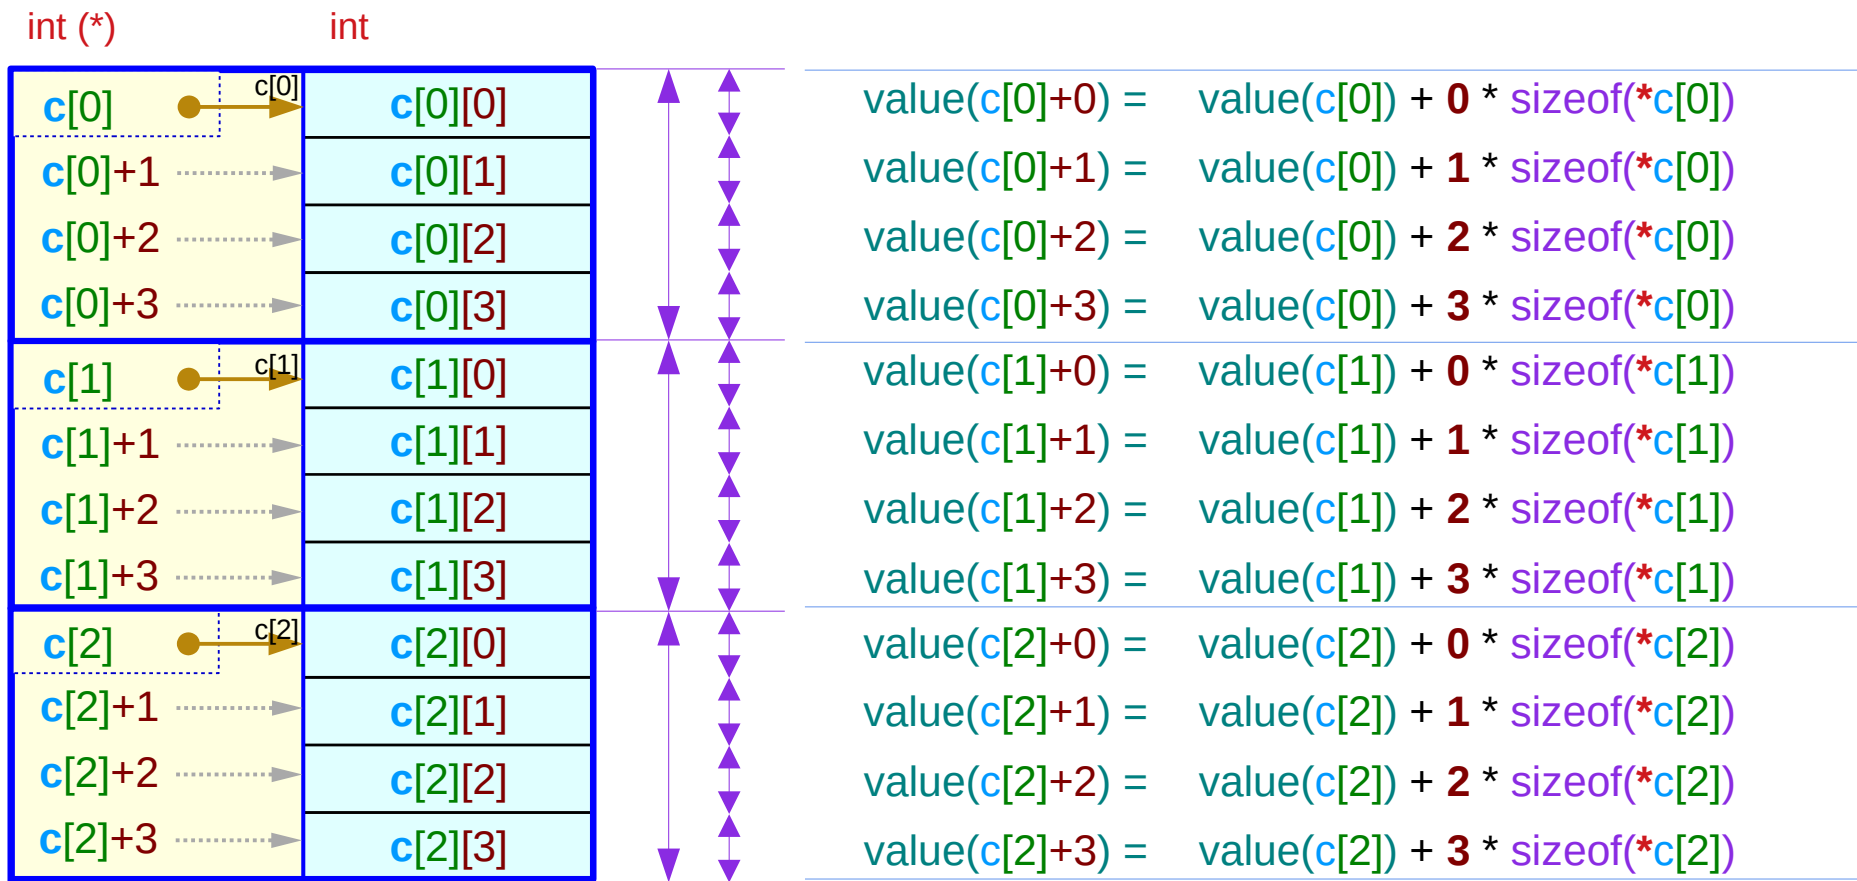 int (*) int
c[0] c[0] c[0][0] value(c[0]+0) = value(c[0]) + 0 * sizeof(*c[0])
c[0]+1 c[0][1] value(c[0]+1) = value(c[0]) + 1 * sizeof(*c[0])
c[0]+2 c[0][2] value(c[0]+2) = value(c[0]) + 2 * sizeof(*c[0])
c[0]+3 c[0][3] value(c[0]+3) = value(c[0]) + 3 * sizeof(*c[0])
c[1] c[1] c[1][0] value(c[1]+0) = value(c[1]) + 0 * sizeof(*c[1])
c[1]+1 c[1][1] value(c[1]+1) = value(c[1]) + 1 * sizeof(*c[1])
c[1]+2 c[1][2] value(c[1]+2) = value(c[1]) + 2 * sizeof(*c[1])
c[1]+3 c[1][3] value(c[1]+3) = value(c[1]) + 3 * sizeof(*c[1])
c[2] c[2] c[2][0] value(c[2]+0) = value(c[2]) + 0 * sizeof(*c[2])
c[2]+1 c[2][1] value(c[2]+1) = value(c[2]) + 1 * sizeof(*c[2])
c[2]+2 c[2][2] value(c[2]+2) = value(c[2]) + 2 * sizeof(*c[2])
c[2]+3 c[2][3] value(c[2]+3) = value(c[2]) + 3 * sizeof(*c[2])